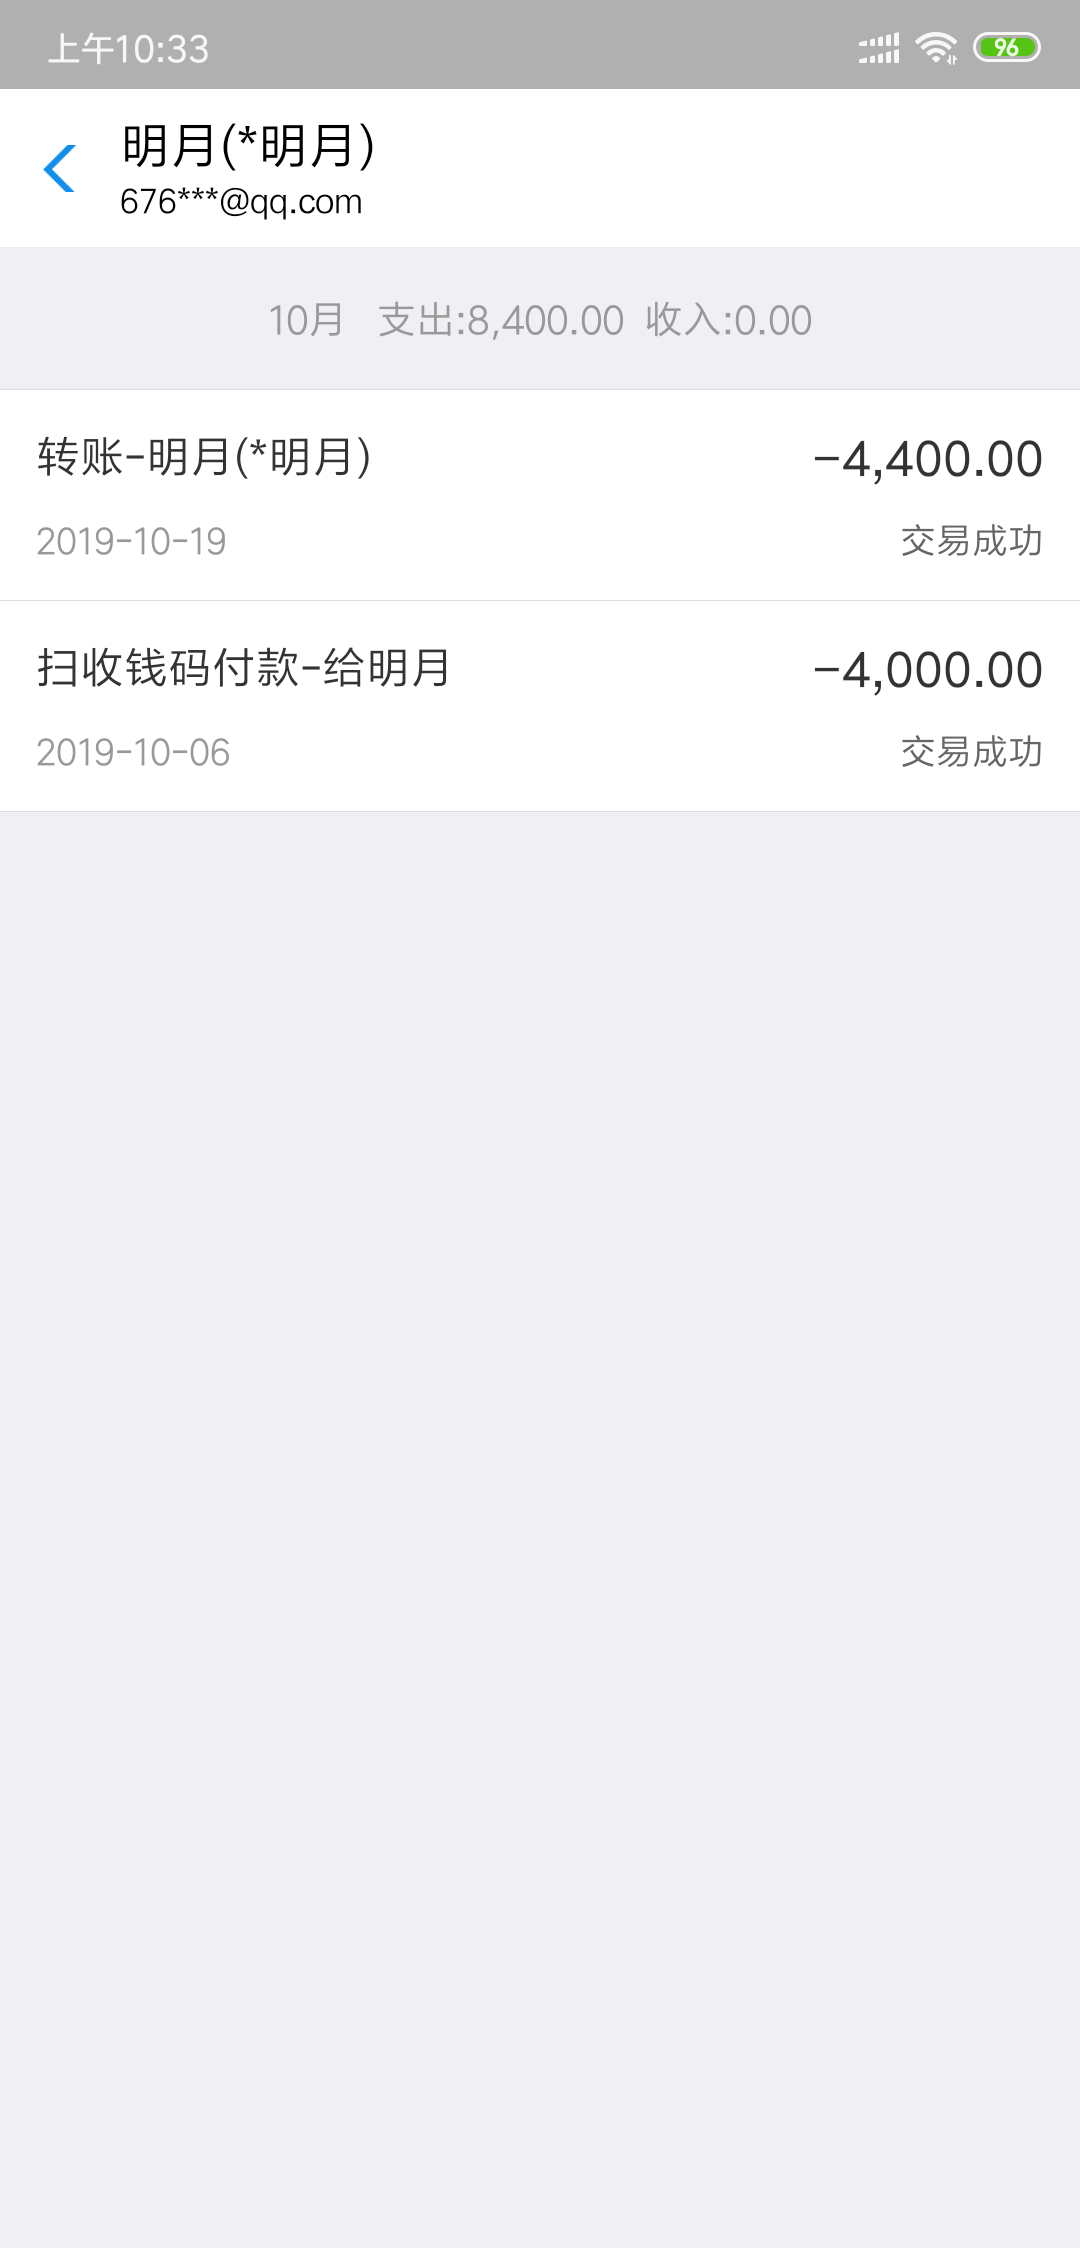 上午10:33
96
明月(*明月)
676***@qq.com
10月 支出:8,400.00 收入:0.00
转账-明月(*明月)
-4,400.00
2019-10-19
交易成功
扫收钱码付款-给明月
-4,000.00
2019-10-06
交易成功